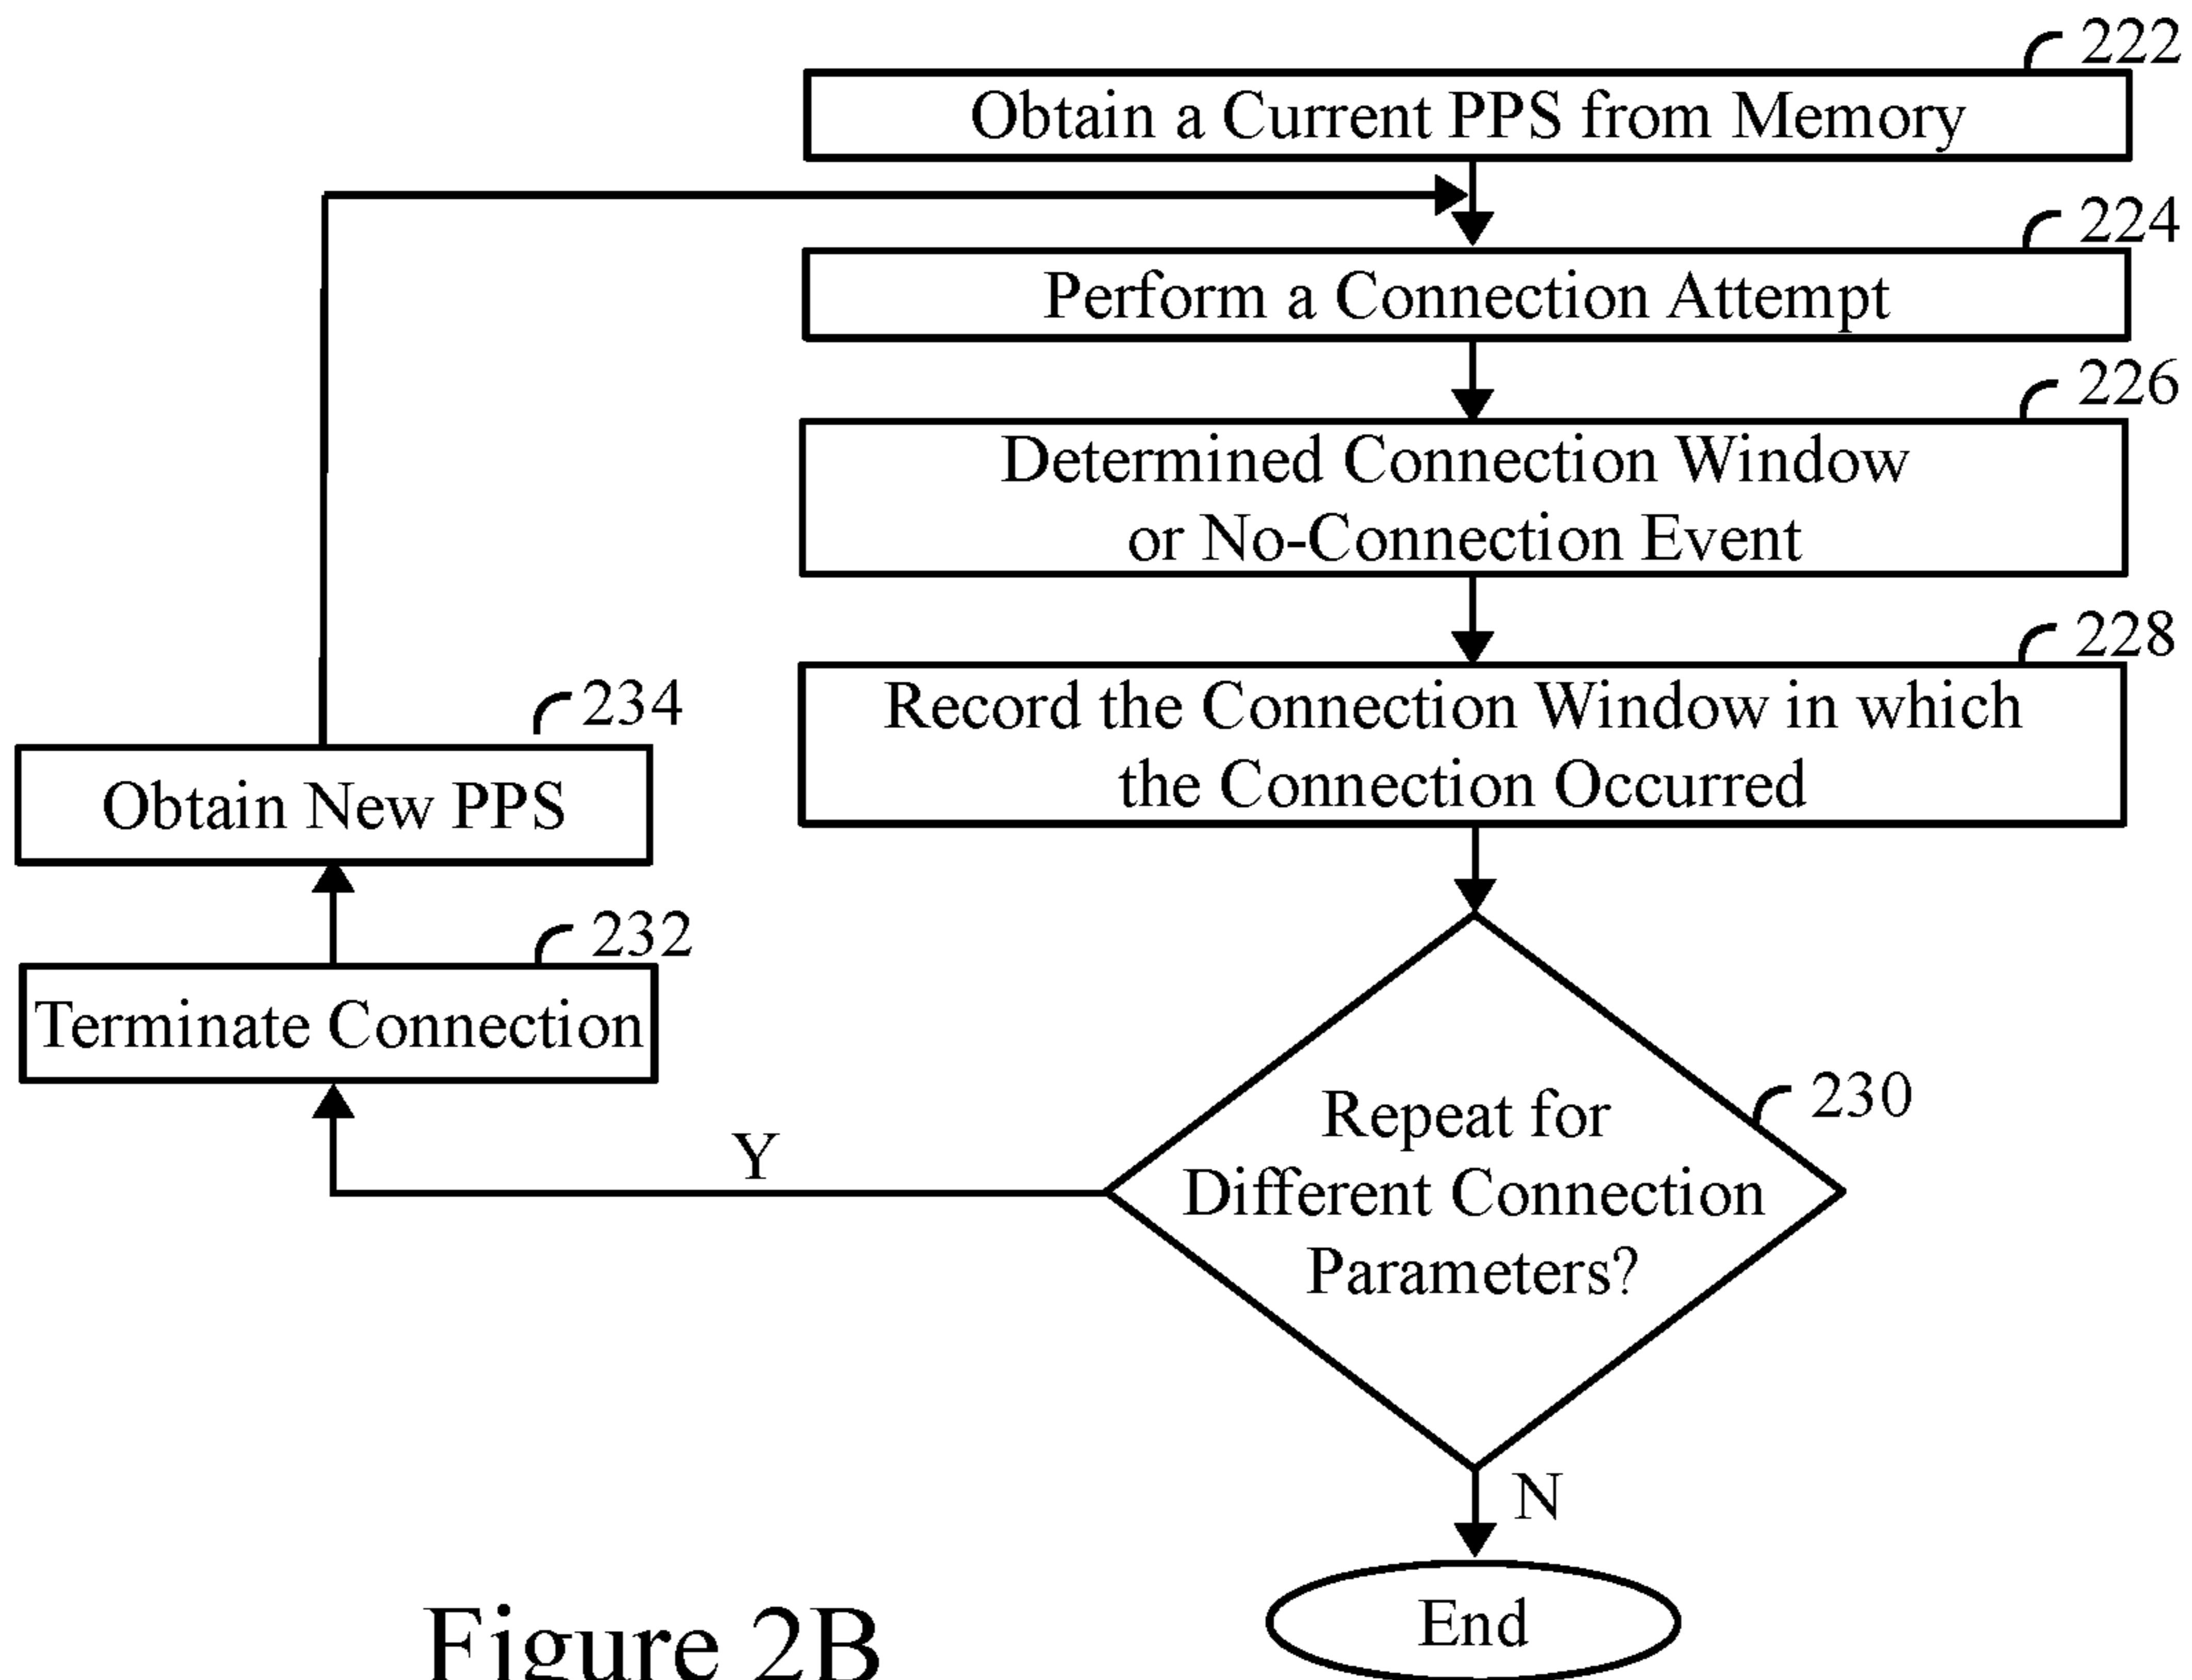 222
Obtain a Current PPS from Memory
224
Perform a Connection Attempt
226
Determined Connection Window
or No-Connection Event
228
Record the Connection Window in which
the Connection Occurred
234
Obtain New PPS
232
Terminate Connection
230
Repeat for
Different Connection
Parameters?
Y
N
End
Figure 2B